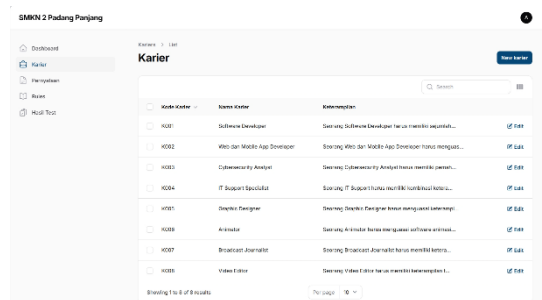 SMKN 2 Padang Panjang
A
Dashboard
Karier
Pernyataan
Rules
Hasil Test
Kariers > List
Karier
New karier
Search
Kode Karier
Nama Karier
Keterampilan
K001 Software Developer Seorang Software Developer harus memiliki sejumlah... Edit
K002 Web dan Mobile App Developer Seorang Web dan Mobile App Developer harus menguas... Edit
K003 Cybersecurity Analyst Seorang Cybersecurity Analyst harus memiliki pemah... Edit
K004 IT Support Specialist Seorang IT Support harus memiliki kombinasi ketera... Edit
K005 Graphic Designer Seorang Graphic Designer harus menguasai keterampi... Edit
K006 Animator Seorang Animator harus menguasai software animasi... Edit
K007 Broadcast Journalist Seorang Broadcast Journalist harus memiliki ketera... Edit
K008 Video Editor Seorang Video Editor harus memiliki keterampilan t... Edit
Showing 1 to 8 of 8 results
Per page 10